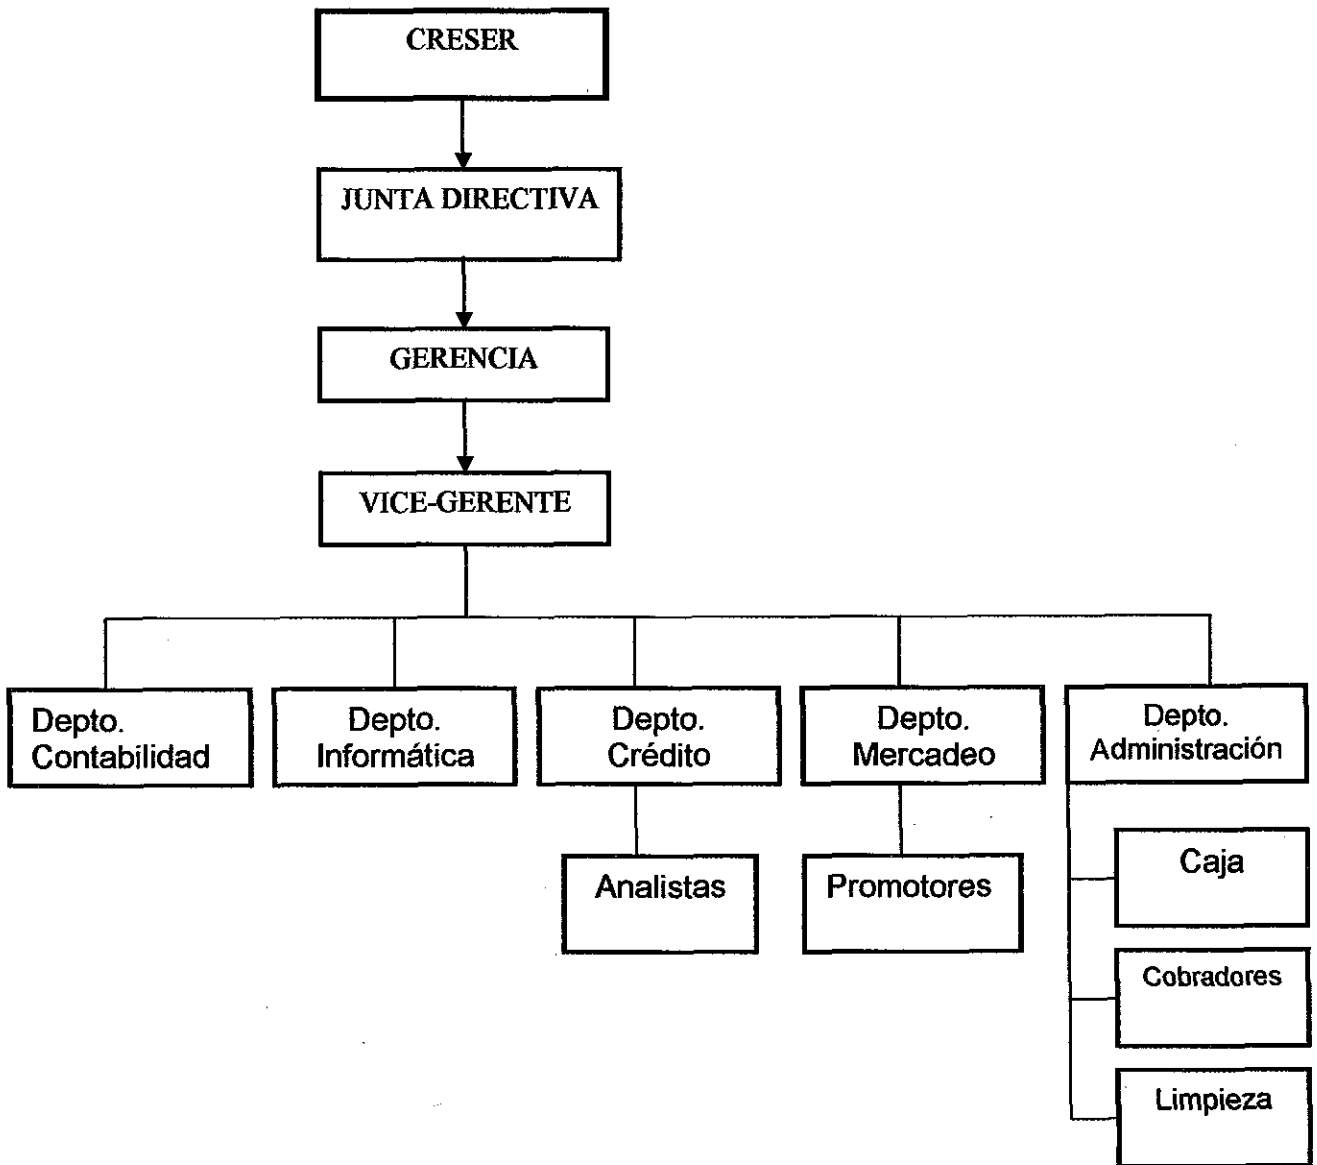 CRESER
JUNTA DIRECTIVA
GERENCIA
VICE-GERENTE
Depto.
Contabilidad
Depto.
Informática
Depto.
Crédito
Depto.
Mercadeo
Depto.
Administración
Analistas
Promotores
Caja
Cobradores
Limpieza